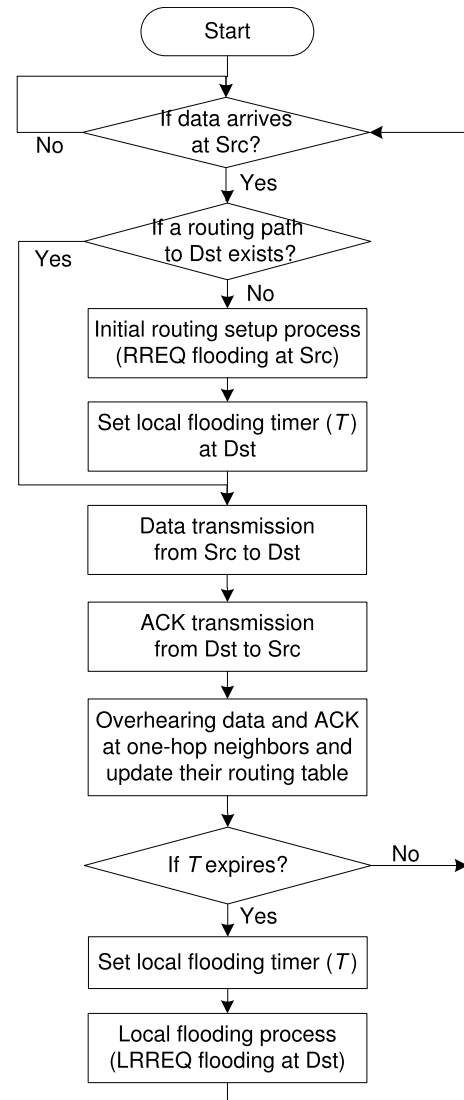 Start
If data arrives
at Src?
No
Yes
If a routing path
to Dst exists?
Yes
No
Initial routing setup process
(RREQ flooding at Src)
Set local flooding timer (T)
at Dst
Data transmission
from Src to Dst
ACK transmission
from Dst to Src
Overhearing data and ACK
at one-hop neighbors and
update their routing table
If T expires?
No
Yes
Set local flooding timer (T)
Local flooding process
(LRREQ flooding at Dst)